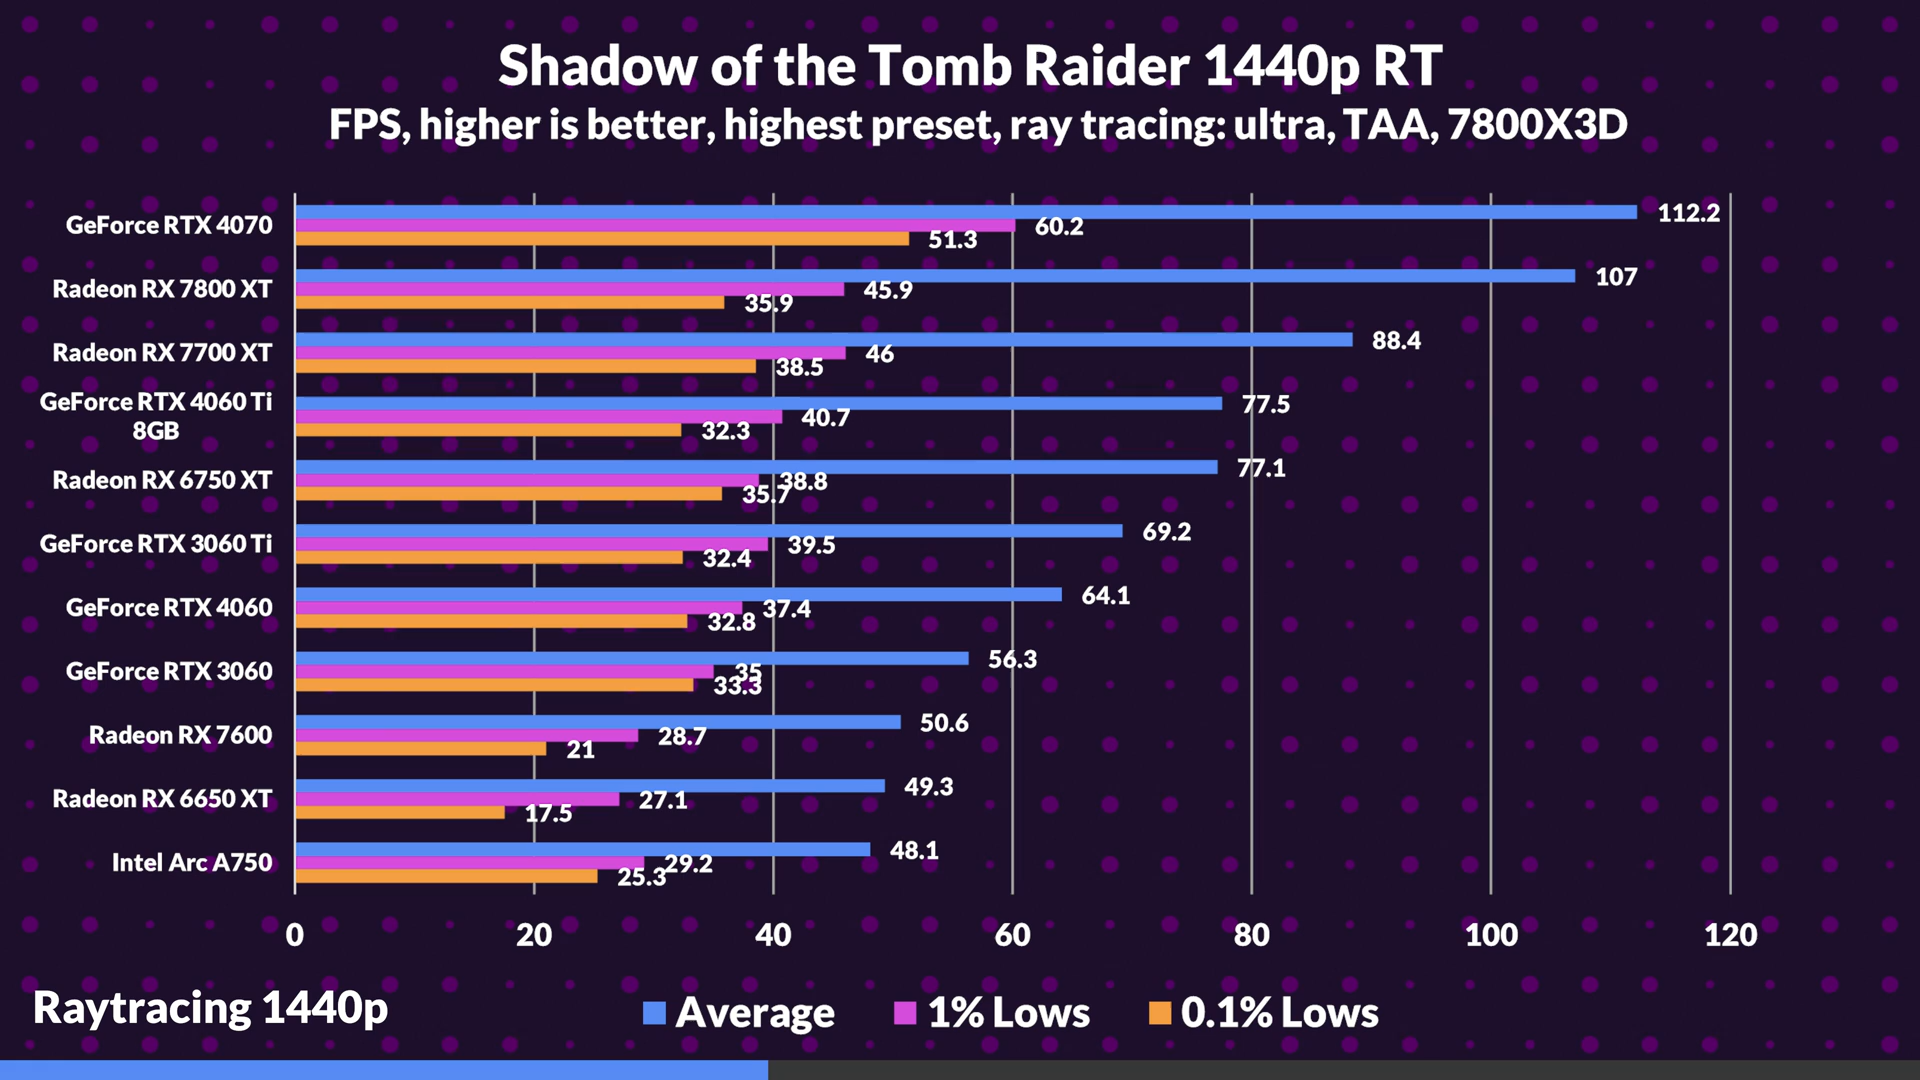 Shadow of the Tomb Raider 1440p RT
FPS, higher is better, highest preset, ray tracing: ultra, TAA, 7800X3D
GeForce RTX 4070
112.2
60.2
51.3
Radeon RX 7800 XT
107
45.9
35.9
Radeon RX 7700 XT
88.4
46
38.5
GeForce RTX 4060 Ti
8GB
77.5
40.7
32.3
Radeon RX 6750 XT
77.1
38.8
35.7
GeForce RTX 3060 Ti
69.2
39.5
32.4
GeForce RTX 4060
64.1
37.4
32.8
GeForce RTX 3060
56.3
35
33.3
Radeon RX 7600
50.6
28.7
21
Radeon RX 6650 XT
49.3
27.1
17.5
Intel Arc A750
48.1
29.2
25.3
0 20 40 60 80 100 120
Raytracing 1440p
Average 1% Lows 0.1% Lows